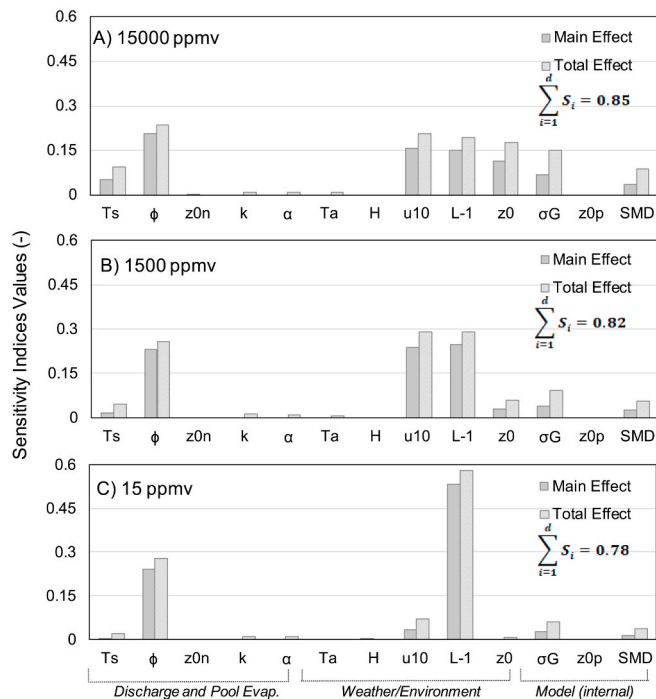 Sensitivity Indices Values (-)
A) 15000 ppmv
Main Effect
Total Effect
d
∑ Sᵢ = 0.85
i=1
0.6
0.45
0.3
0.15
0
Ts ϕ z0n k α Ta H u10 L-1 z0 σG z0p SMD
B) 1500 ppmv
Main Effect
Total Effect
d
∑ Sᵢ = 0.82
i=1
0.6
0.45
0.3
0.15
0
Ts ϕ z0n k α Ta H u10 L-1 z0 σG z0p SMD
C) 15 ppmv
Main Effect
Total Effect
d
∑ Sᵢ = 0.78
i=1
0.6
0.45
0.3
0.15
0
Ts ϕ z0n k α Ta H u10 L-1 z0 σG z0p SMD
Discharge and Pool Evap. Weather/Environment Model (internal)